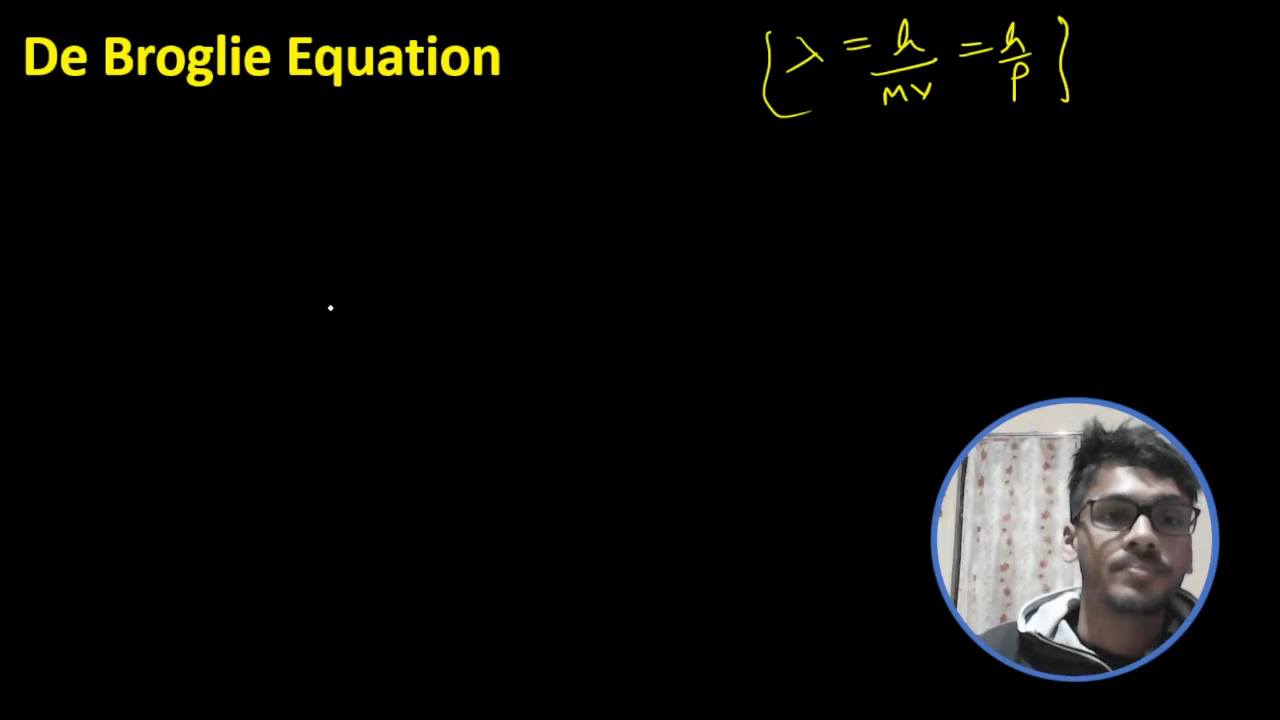 De Broglie Equation
[λ = h/mv = h/p]